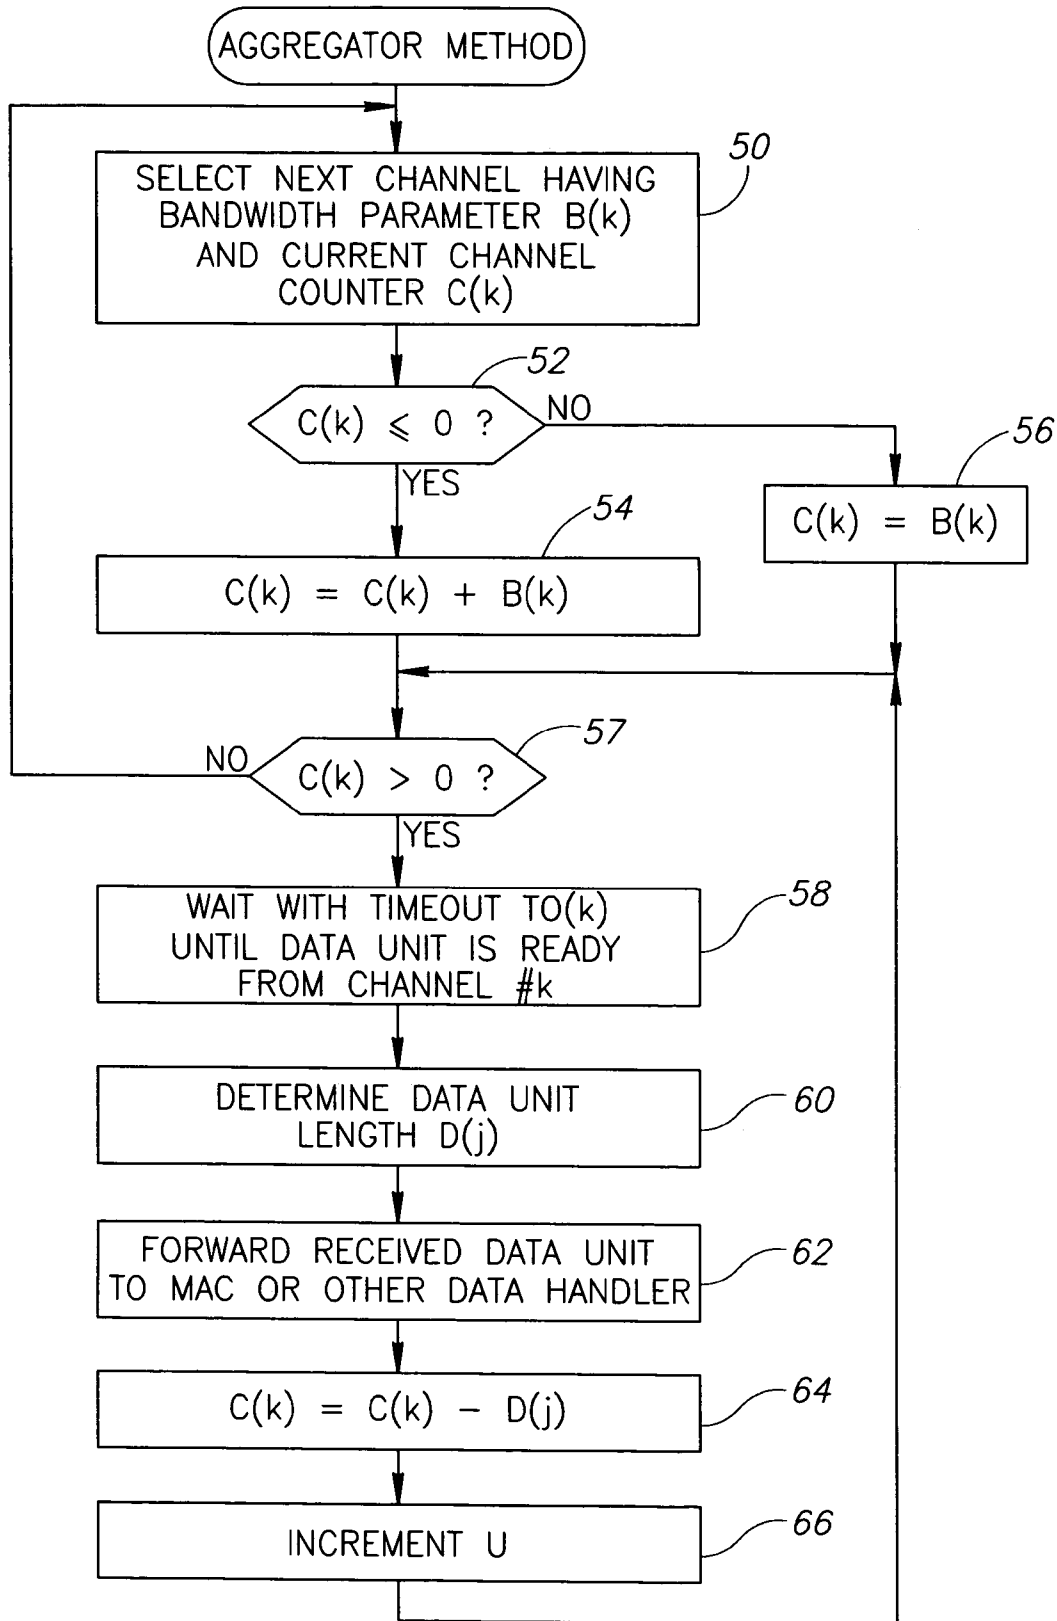 AGGREGATOR METHOD
50
SELECT NEXT CHANNEL HAVING
BANDWIDTH PARAMETER B(k)
AND CURRENT CHANNEL
COUNTER C(k)
52
C(k) ⩽ 0 ?
NO
YES
56
C(k) = B(k)
54
C(k) = C(k) + B(k)
57
NO
C(k) > 0 ?
YES
58
WAIT WITH TIMEOUT TO(k)
UNTIL DATA UNIT IS READY
FROM CHANNEL #k
60
DETERMINE DATA UNIT
LENGTH D(j)
62
FORWARD RECEIVED DATA UNIT
TO MAC OR OTHER DATA HANDLER
64
C(k) = C(k) − D(j)
66
INCREMENT U